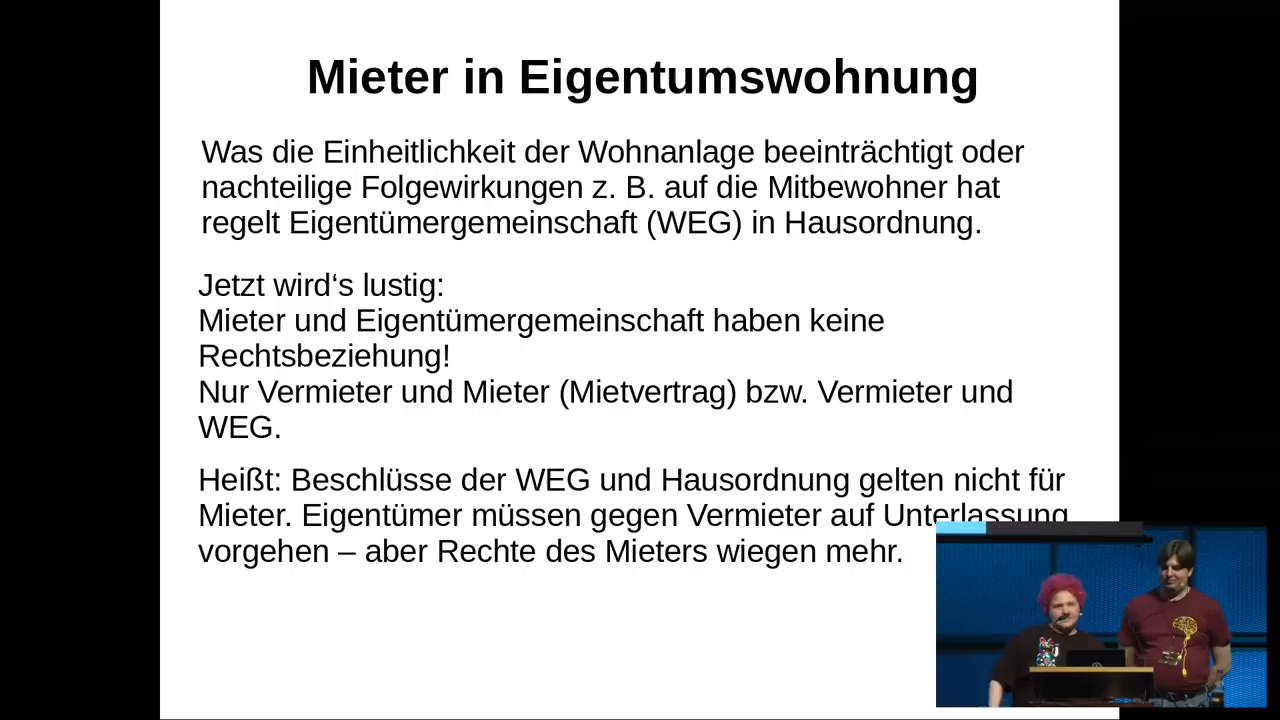 Mieter in Eigentumswohnung
Was die Einheitlichkeit der Wohnanlage beeinträchtigt oder
nachteilige Folgewirkungen z. B. auf die Mitbewohner hat
regelt Eigentümergemeinschaft (WEG) in Hausordnung.
Jetzt wird‘s lustig:
Mieter und Eigentümergemeinschaft haben keine
Rechtsbeziehung!
Nur Vermieter und Mieter (Mietvertrag) bzw. Vermieter und
WEG.
Heißt: Beschlüsse der WEG und Hausordnung gelten nicht für
Mieter. Eigentümer müssen gegen Vermieter auf Unterlassung
vorgehen – aber Rechte des Mieters wiegen mehr.